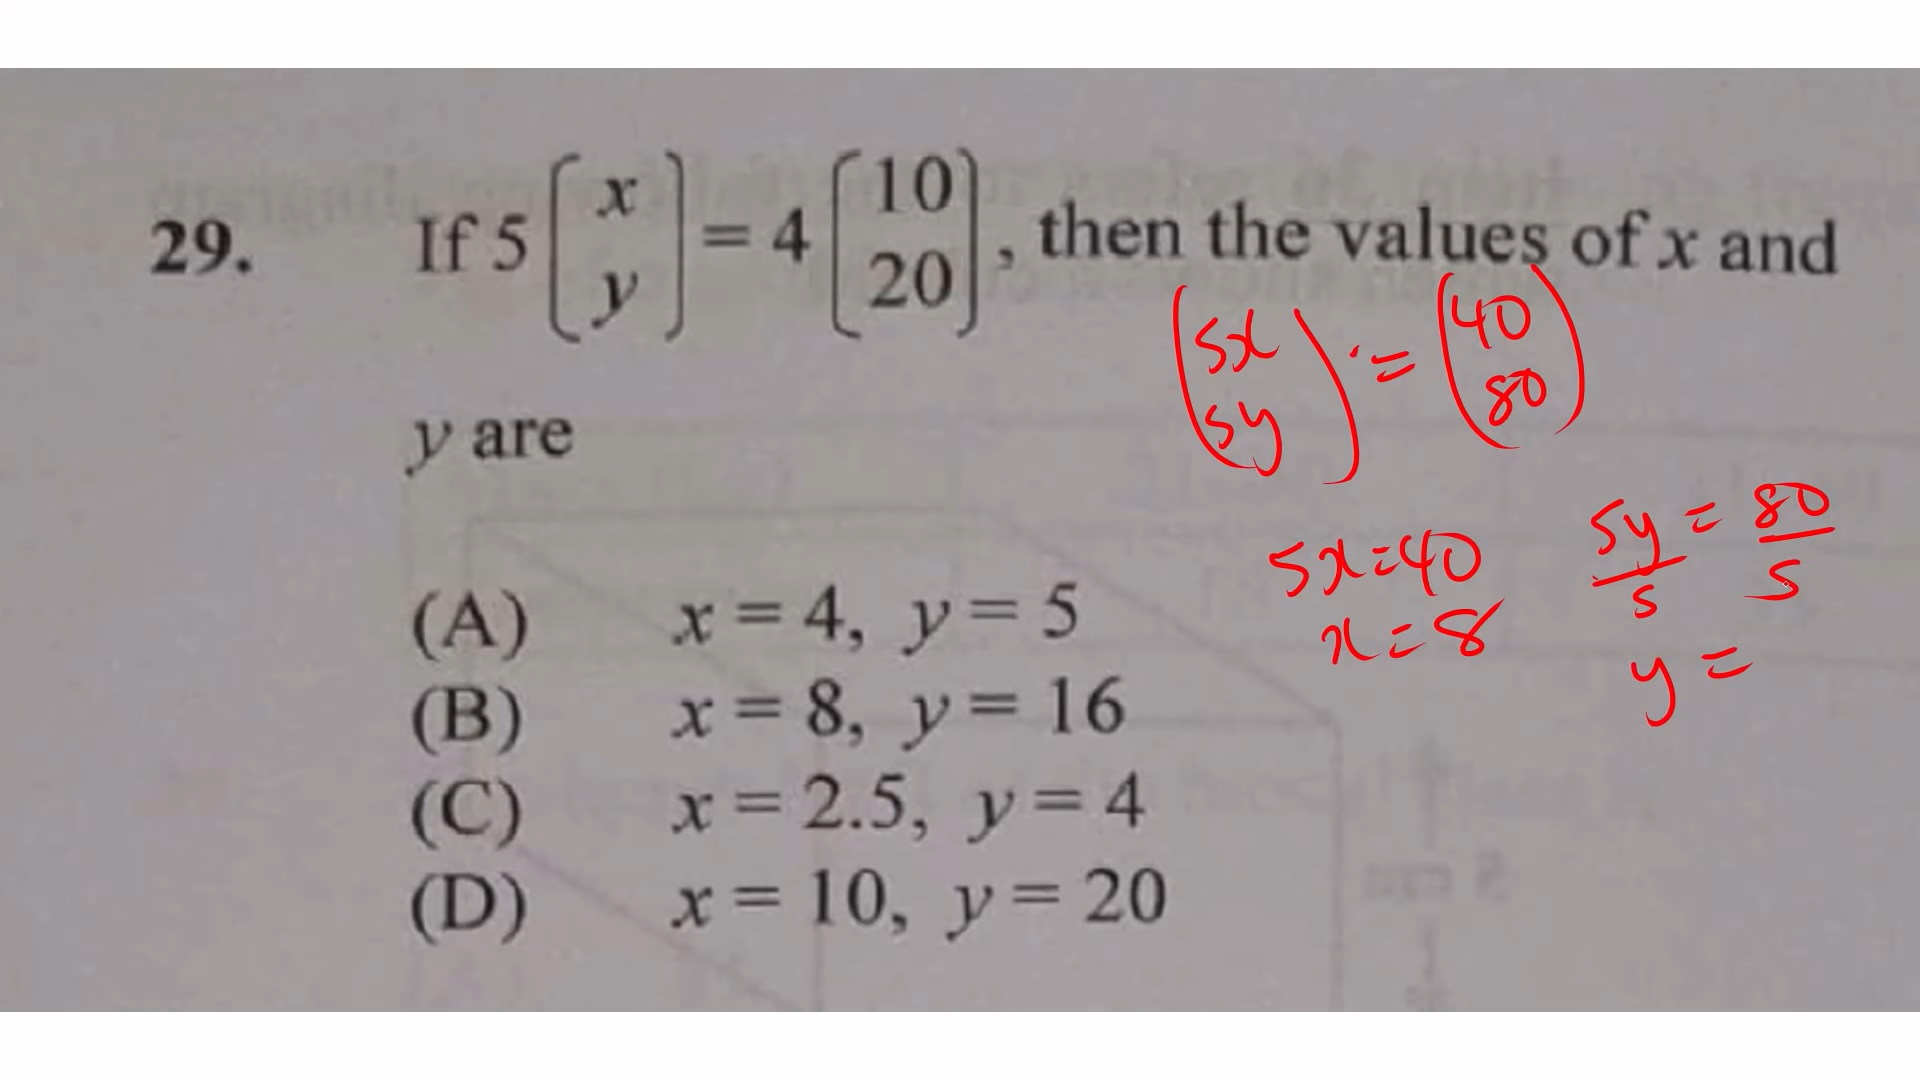 29. If 5 (x y) = 4 (10 20), then the values of x and
y are
(5x 5y) = (40 80)
5x=40
x=8
5y = 80
5 5
y =
(A) x = 4, y = 5
(B) x = 8, y = 16
(C) x = 2.5, y = 4
(D) x = 10, y = 20